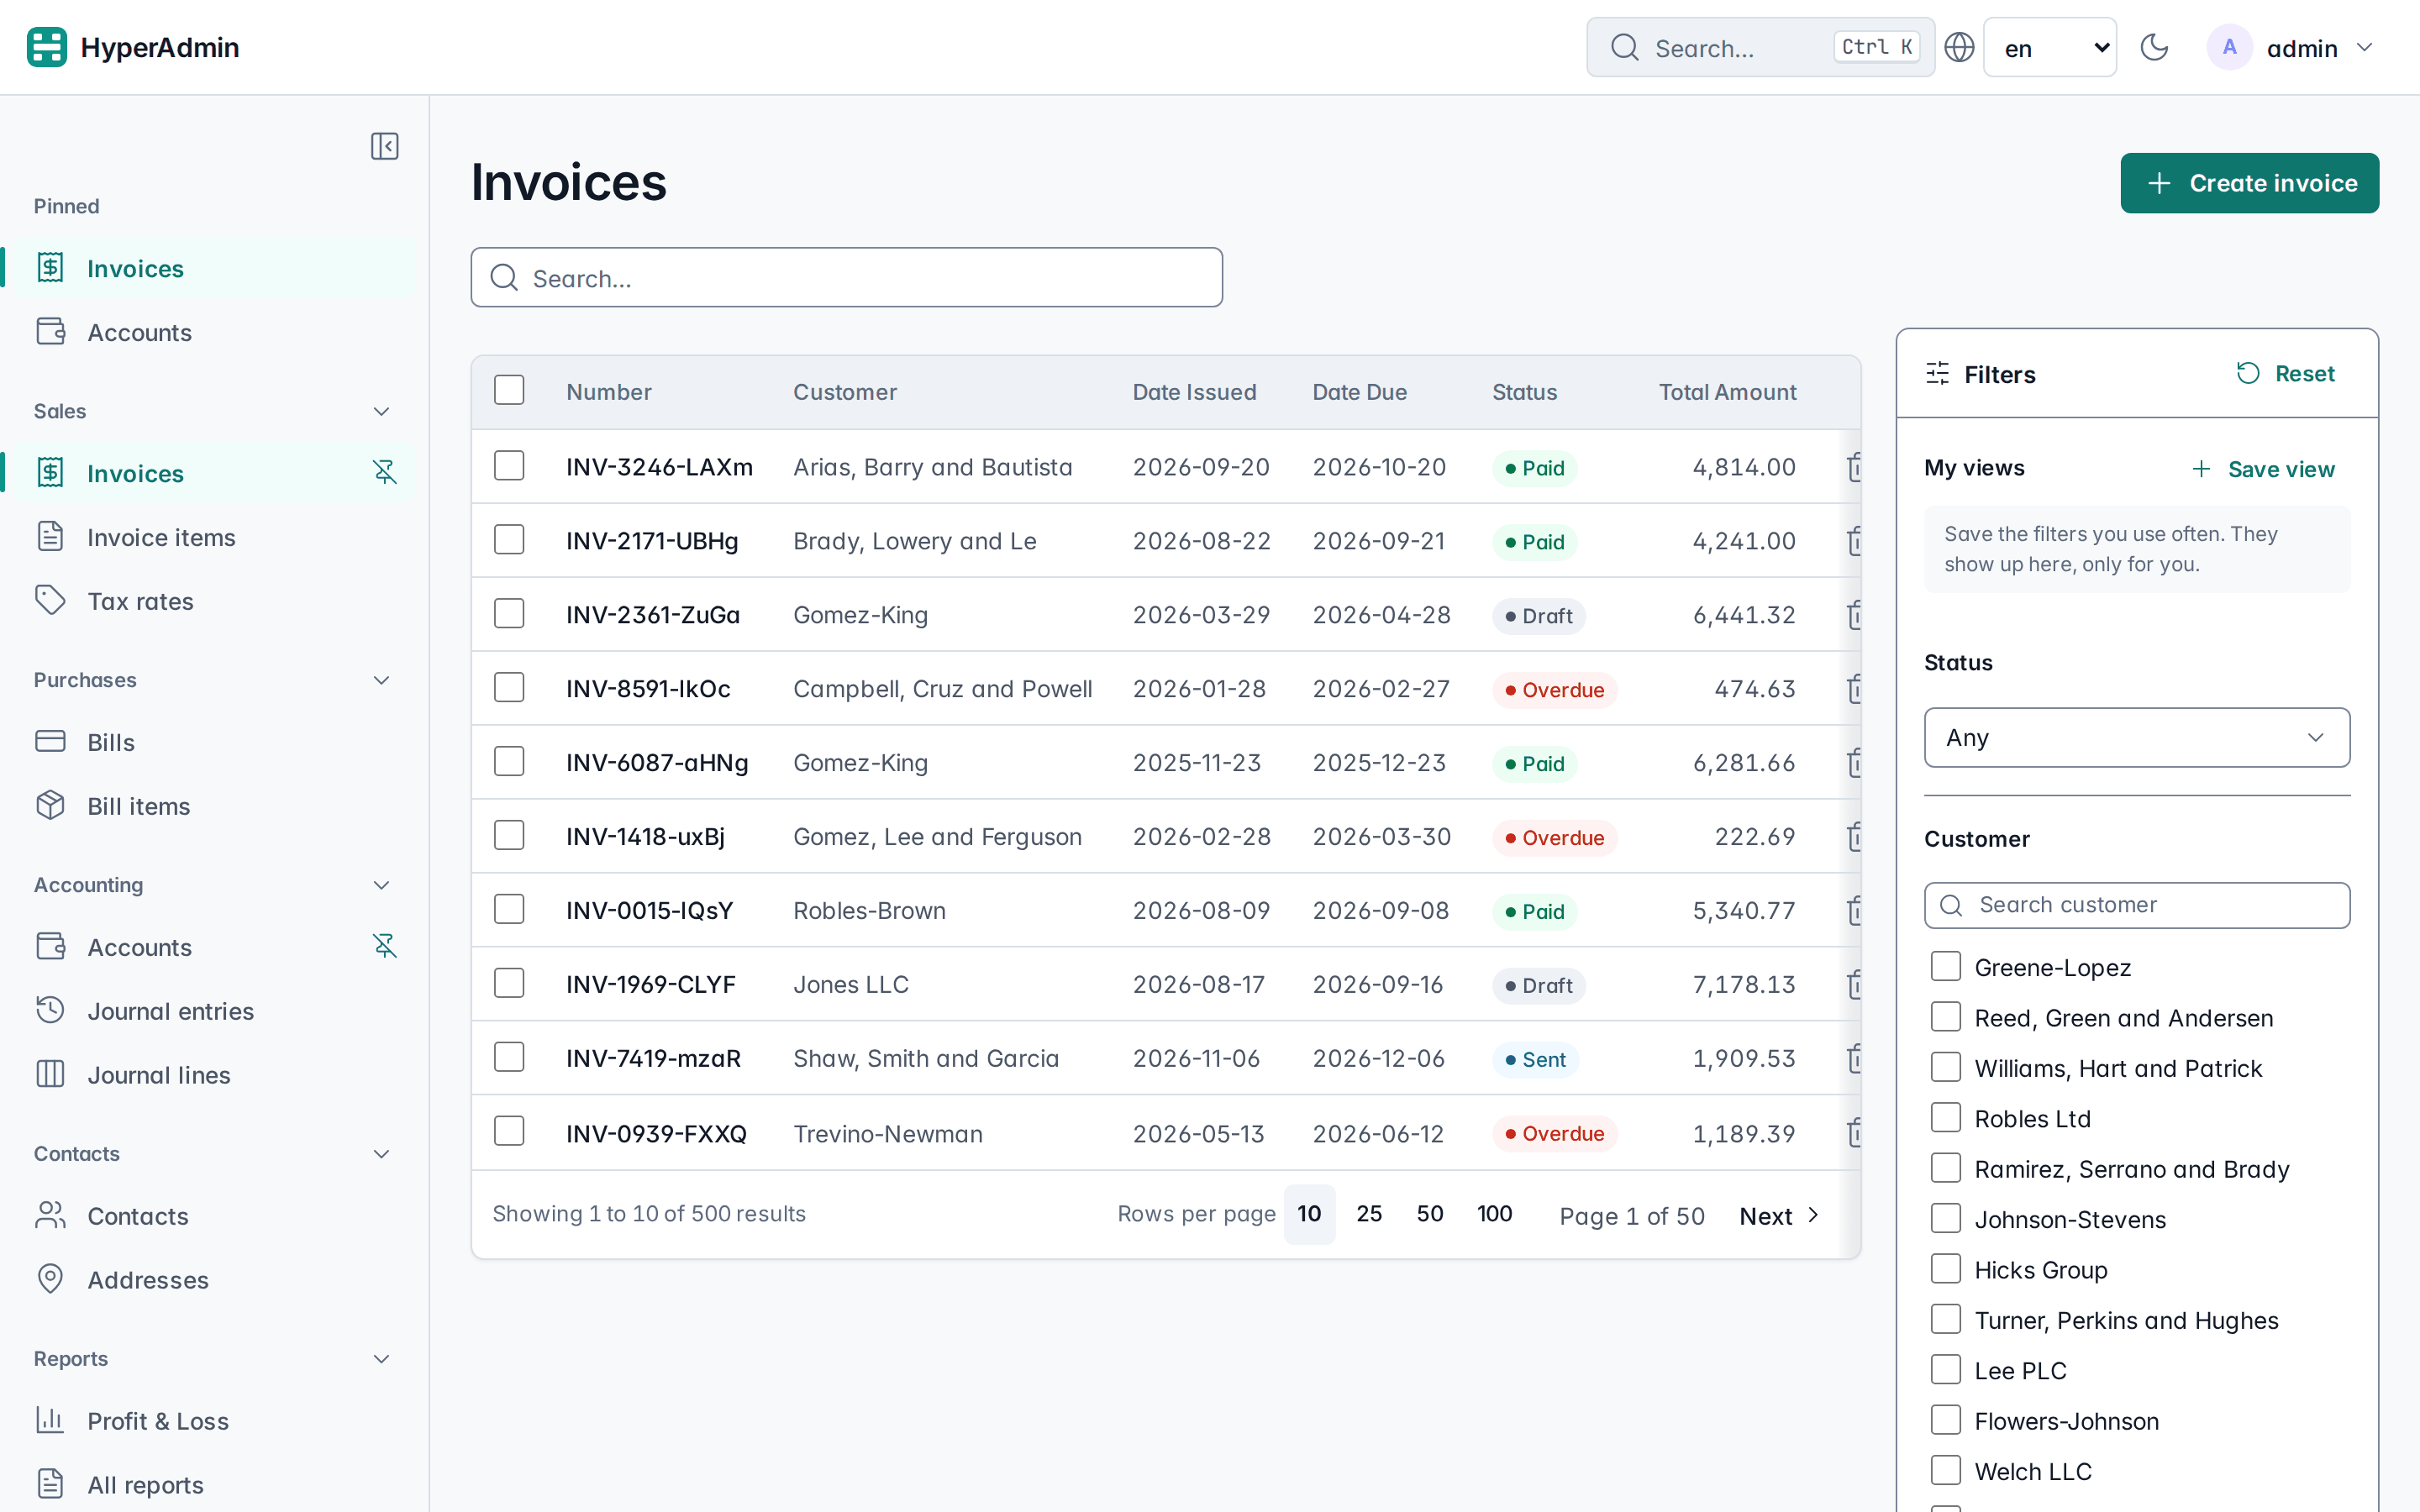 HyperAdmin
Search...
Ctrl K
en
A
admin
Pinned
Invoices
Accounts
Sales
Invoices
Invoice items
Tax rates
Purchases
Bills
Bill items
Accounting
Accounts
Journal entries
Journal lines
Contacts
Contacts
Addresses
Reports
Profit & Loss
All reports
Invoices
Create invoice
Search...
Number Customer Date Issued Date Due Status Total Amount
INV-3246-LAXm Arias, Barry and Bautista 2026-09-20 2026-10-20 Paid 4,814.00
INV-2171-UBHg Brady, Lowery and Le 2026-08-22 2026-09-21 Paid 4,241.00
INV-2361-ZuGa Gomez-King 2026-03-29 2026-04-28 Draft 6,441.32
INV-8591-lkOc Campbell, Cruz and Powell 2026-01-28 2026-02-27 Overdue 474.63
INV-6087-aHNg Gomez-King 2025-11-23 2025-12-23 Paid 6,281.66
INV-1418-uxBj Gomez, Lee and Ferguson 2026-02-28 2026-03-30 Overdue 222.69
INV-0015-IQsY Robles-Brown 2026-08-09 2026-09-08 Paid 5,340.77
INV-1969-CLYF Jones LLC 2026-08-17 2026-09-16 Draft 7,178.13
INV-7419-mzaR Shaw, Smith and Garcia 2026-11-06 2026-12-06 Sent 1,909.53
INV-0939-FXXQ Trevino-Newman 2026-05-13 2026-06-12 Overdue 1,189.39
Showing 1 to 10 of 500 results
Rows per page 10 25 50 100
Page 1 of 50
Next
Filters
Reset
My views
Save view
Save the filters you use often. They
show up here, only for you.
Status
Any
Customer
Search customer
Greene-Lopez
Reed, Green and Andersen
Williams, Hart and Patrick
Robles Ltd
Ramirez, Serrano and Brady
Johnson-Stevens
Hicks Group
Turner, Perkins and Hughes
Lee PLC
Flowers-Johnson
Welch LLC